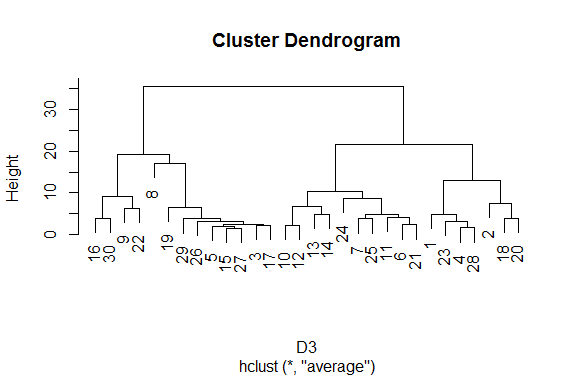 Cluster Dendrogram
Height
0 10 20 30
16 30 9 22 8 19 29 26 5 15 27 3 17 10 12 13 14 24 7 25 11 6 21 1 23 4 28 2 18 20
D3
hclust (*, "average")